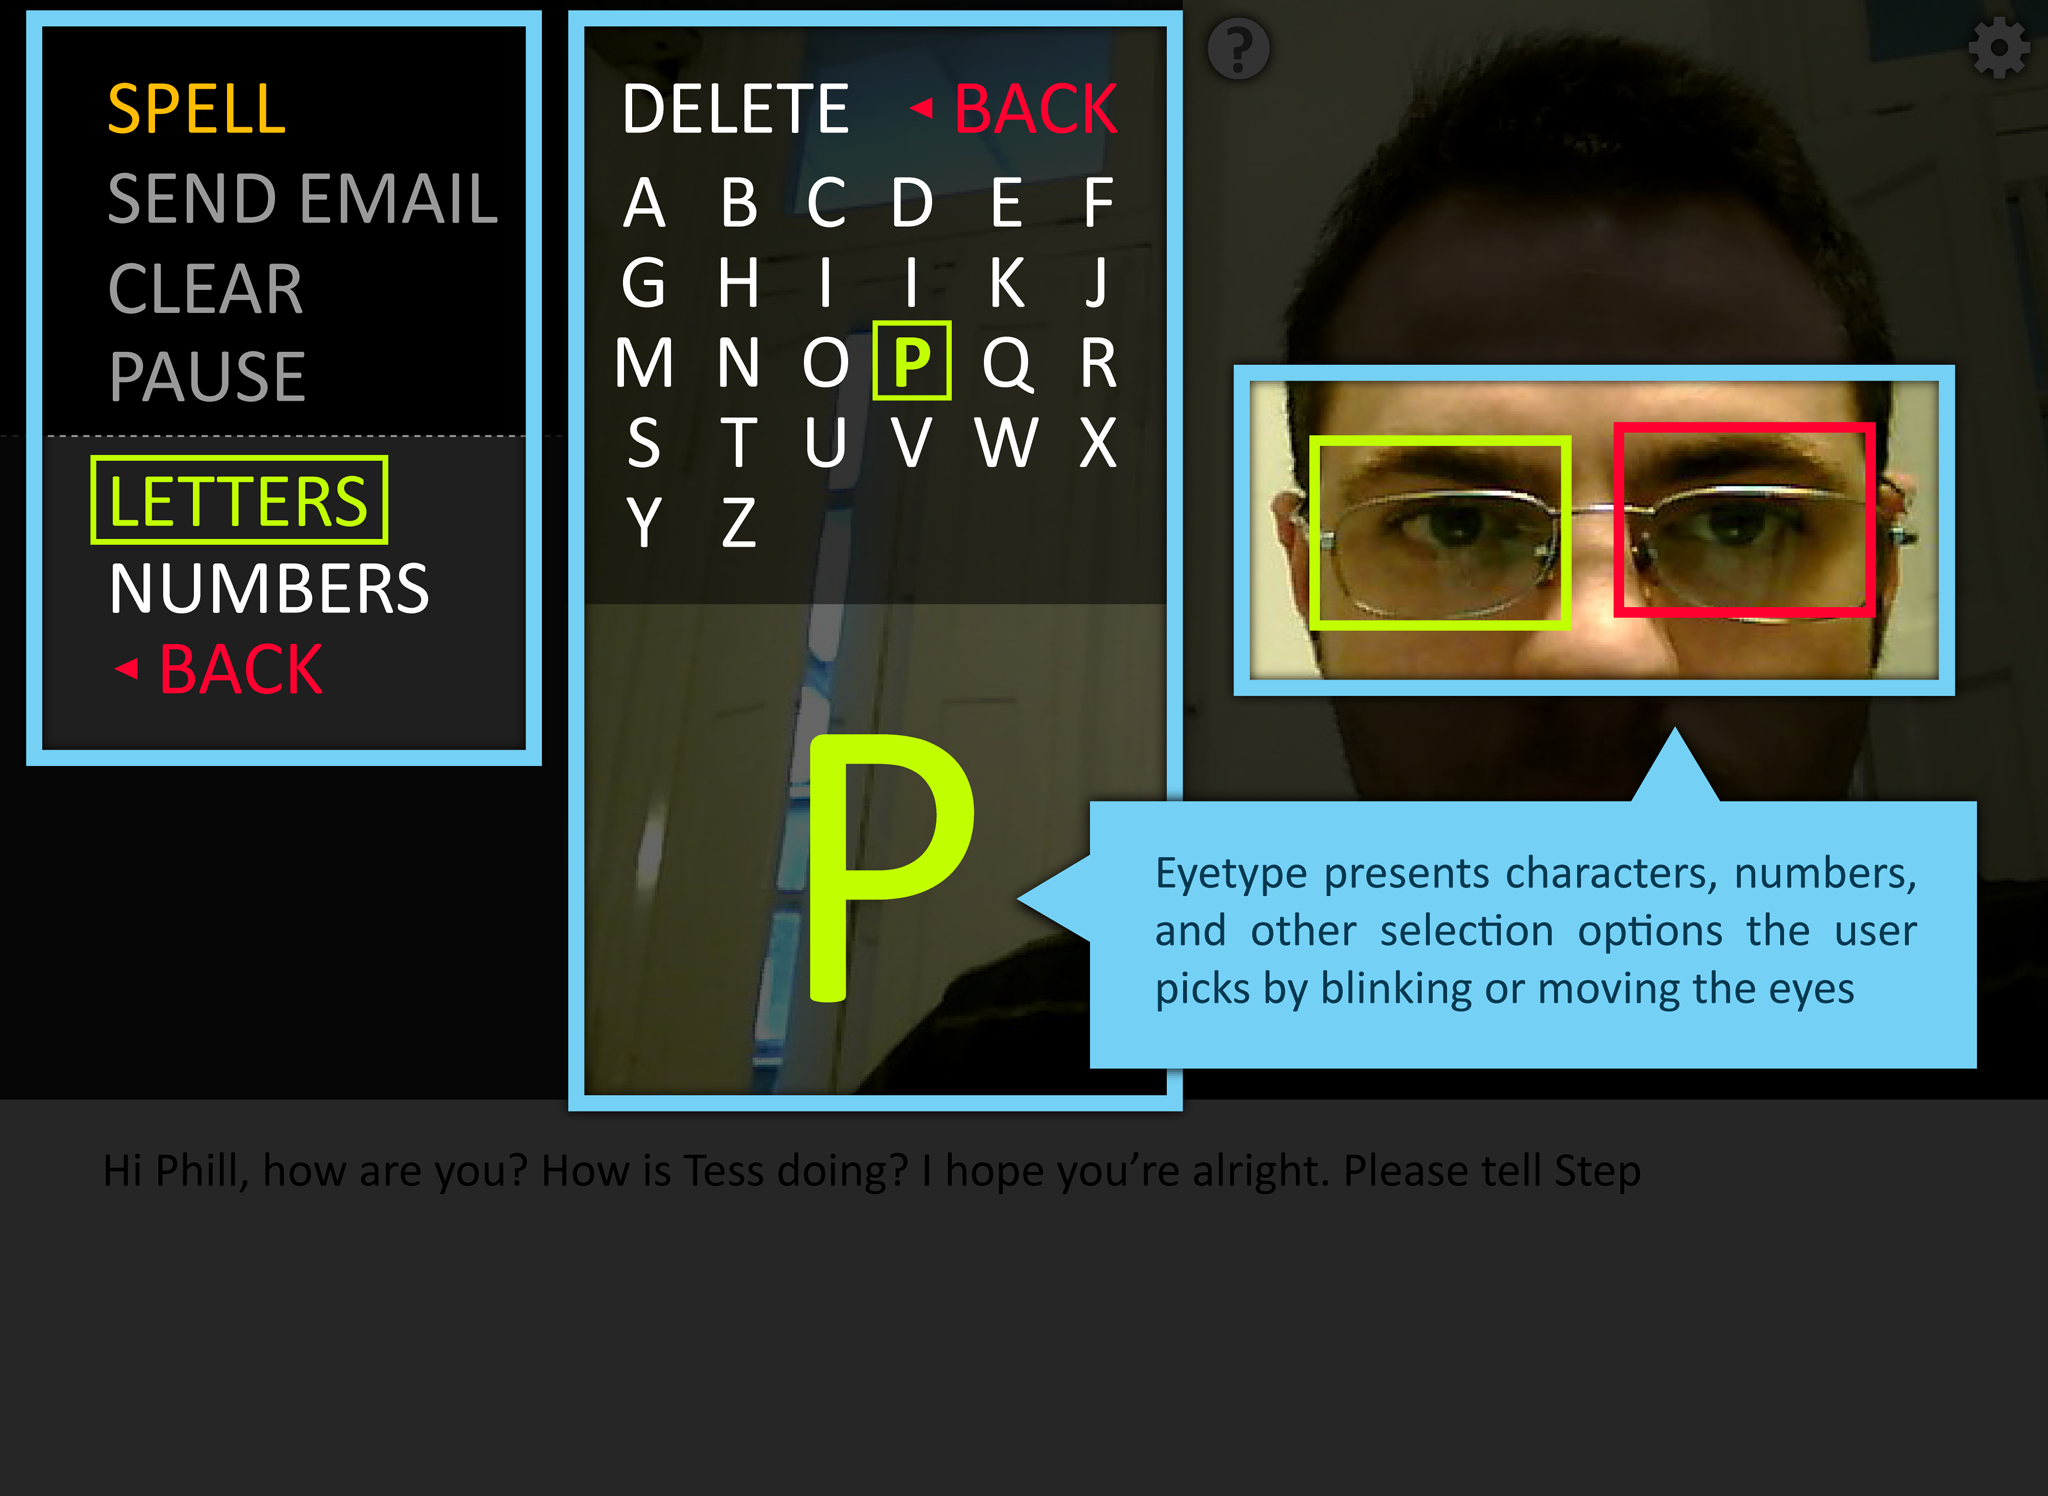 SPELL
SEND EMAIL
CLEAR
PAUSE
LETTERS
NUMBERS
◂ BACK
DELETE ◂ BACK
A B C D E F
G H I I K J
M N O P Q R
S T U V W X
Y Z
P
?
Eyetype presents characters, numbers,
and other selection options the user
picks by blinking or moving the eyes
Hi Phill, how are you? How is Tess doing? I hope you’re alright. Please tell Step